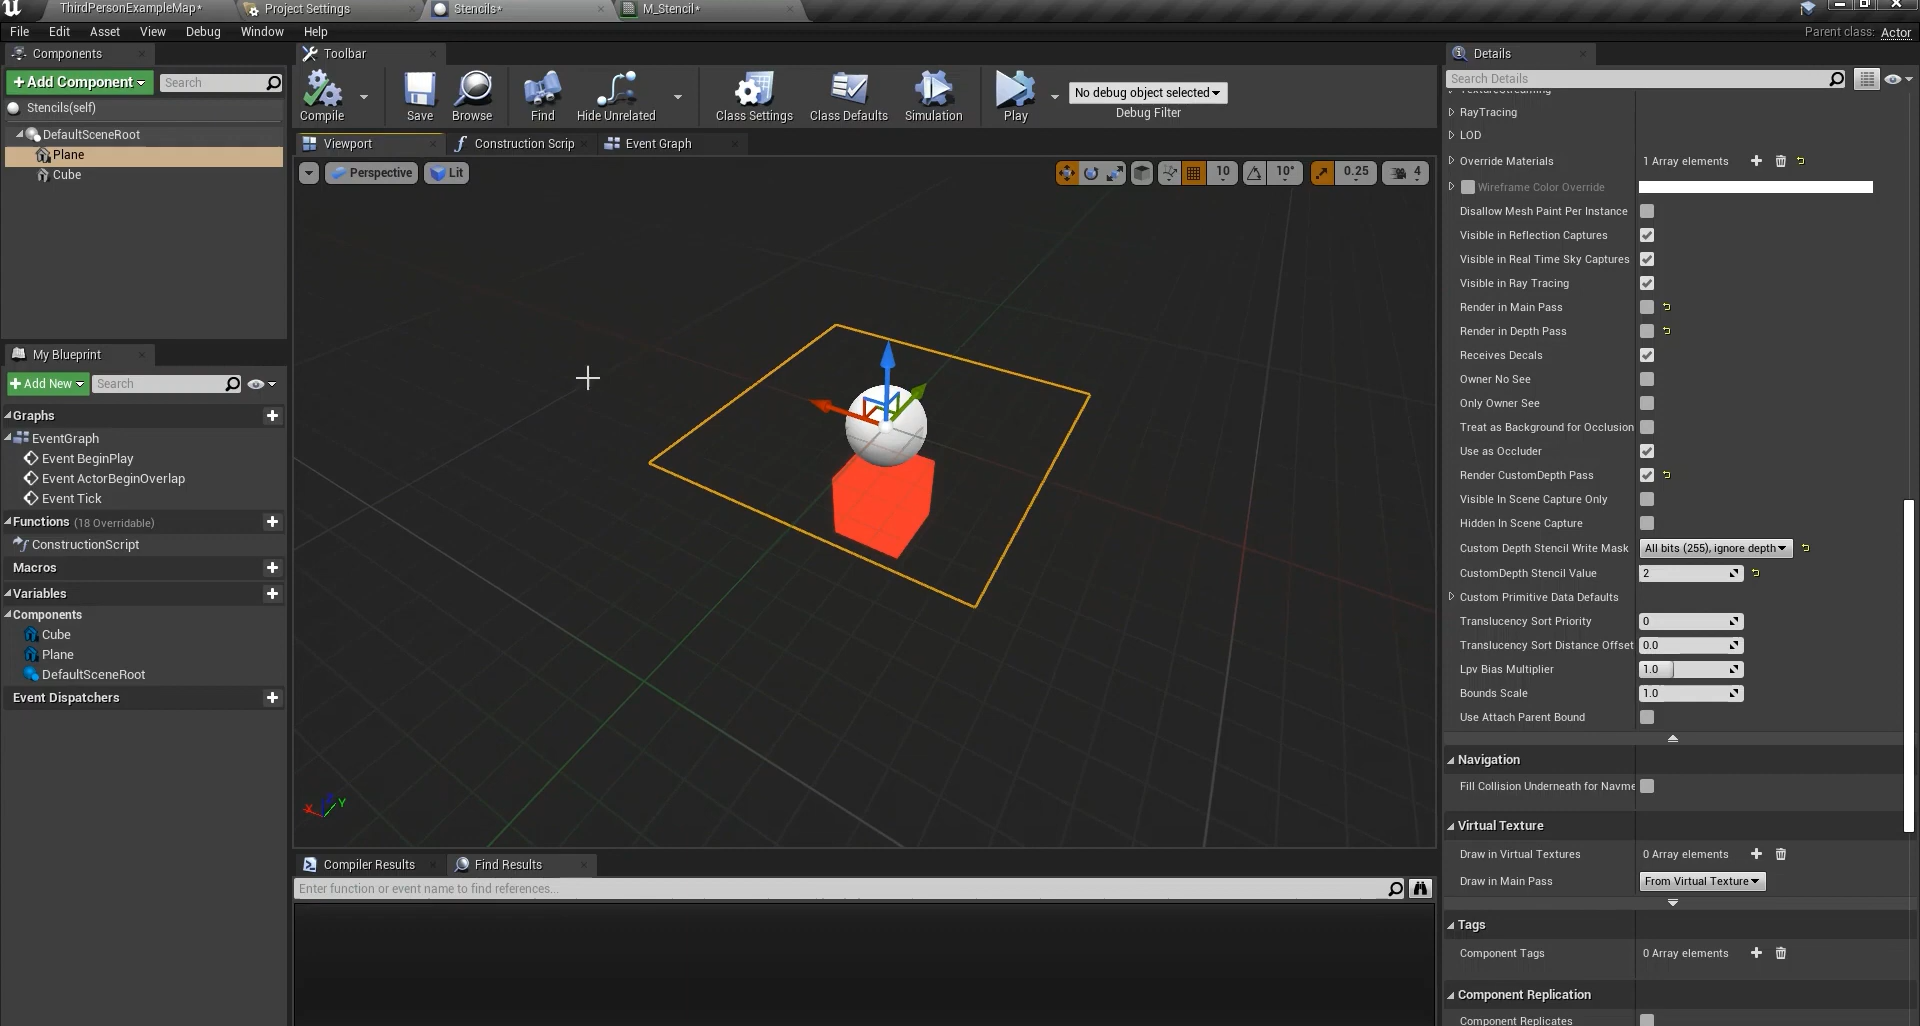 ThirdPersonExampleMap*
Project Settings
Stencils*
M_Stencil*
File Edit Asset View Debug Window Help
Parent class: Actor
Components
+Add Component
Search
Stencils(self)
DefaultSceneRoot
Plane
Cube
My Blueprint
+Add New
Search
Graphs
EventGraph
Event BeginPlay
Event ActorBeginOverlap
Event Tick
Functions (18 Overridable)
ConstructionScript
Macros
Variables
Components
Cube
Plane
DefaultSceneRoot
Event Dispatchers
Toolbar
Compile
Save
Browse
Find
Hide Unrelated
Class Settings
Class Defaults
Simulation
Play
No debug object selected
Debug Filter
Viewport
Construction Scrip
Event Graph
Perspective
Lit
10
10°
0.25
4
X Y
Compiler Results
Find Results
Enter function or event name to find references...
Details
Search Details
RayTracing
LOD
Override Materials 1 Array elements
Wireframe Color Override
Disallow Mesh Paint Per Instance
Visible in Reflection Captures
Visible in Real Time Sky Captures
Visible in Ray Tracing
Render in Main Pass
Render in Depth Pass
Receives Decals
Owner No See
Only Owner See
Treat as Background for Occlusion
Use as Occluder
Render CustomDepth Pass
Visible In Scene Capture Only
Hidden In Scene Capture
Custom Depth Stencil Write Mask All bits (255), ignore depth
CustomDepth Stencil Value 2
Custom Primitive Data Defaults
Translucency Sort Priority 0
Translucency Sort Distance Offset 0.0
Lpv Bias Multiplier 1.0
Bounds Scale 1.0
Use Attach Parent Bound
Navigation
Fill Collision Underneath for Navme
Virtual Texture
Draw in Virtual Textures 0 Array elements
Draw in Main Pass From Virtual Texture
Tags
Component Tags 0 Array elements
Component Replication
Component Replicates